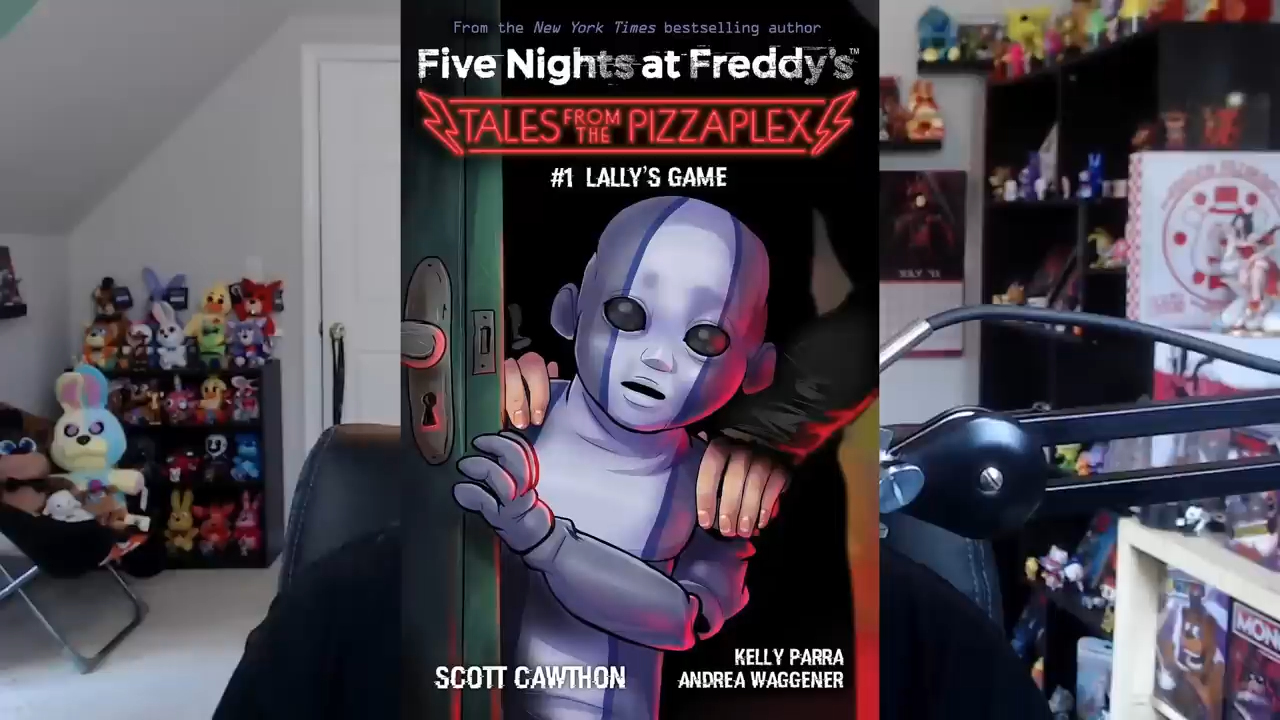 From the New York Times bestselling author
Five Nights at Freddy's™
TALES FROM THE PIZZAPLEX
#1 LALLY'S GAME
SCOTT CAWTHON
KELLY PARRA
ANDREA WAGGENER